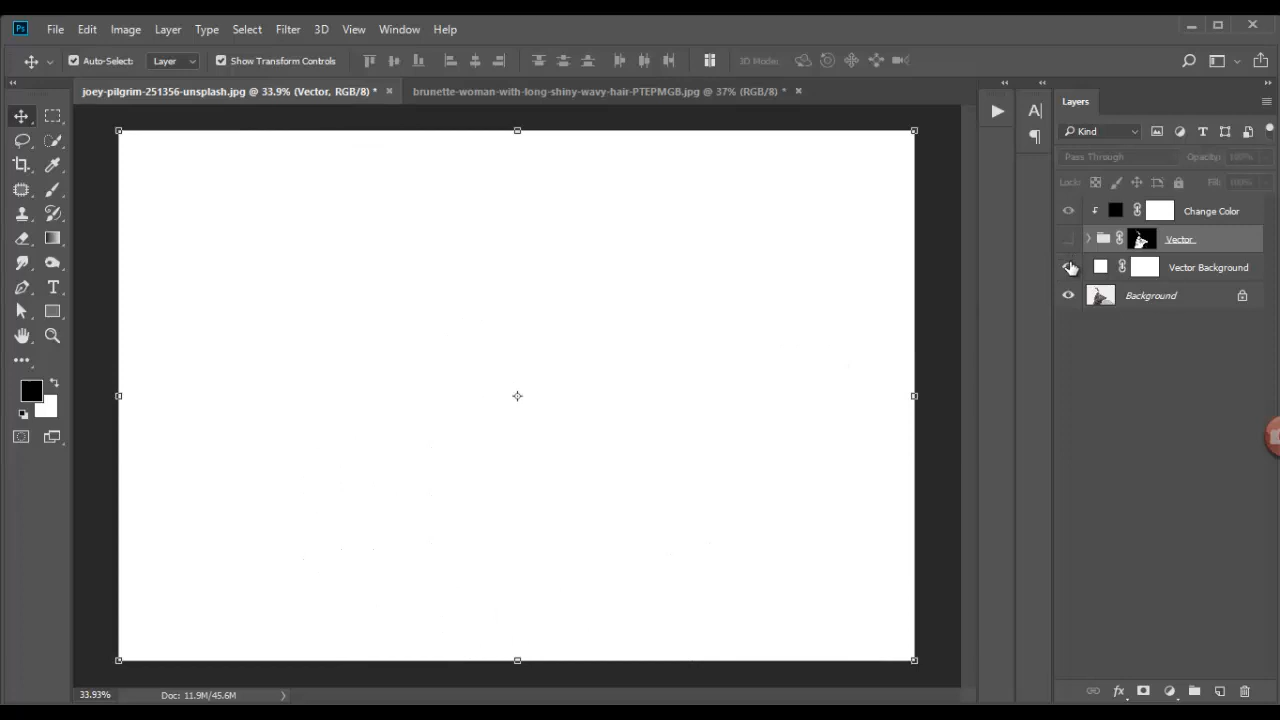 Ps File Edit Image Layer Type Select Filter 3D View Window Help
Auto-Select: Layer Show Transform Controls 3D Mode:
joey-pilgrim-251356-unsplash.jpg @ 33.9% (Vector, RGB/8) * brunette-woman-with-long-shiny-wavy-hair-PTEPMGB.jpg @ 37% (RGB/8) *
Layers
Kind
Pass Through Opacity: 100%
Lock: Fill: 100%
Change Color
Vector
Vector Background
Background
33.93% Doc: 11.9M/45.6M